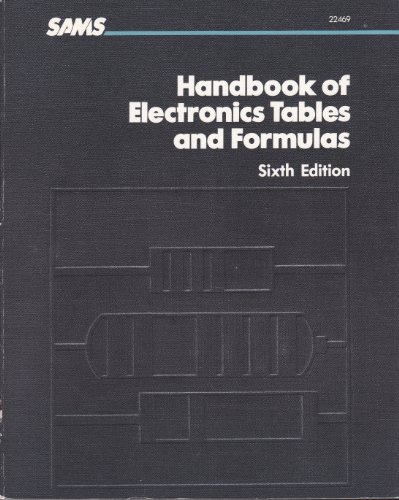 SAMS
22469
Handbook of
Electronics Tables
and Formulas
Sixth Edition